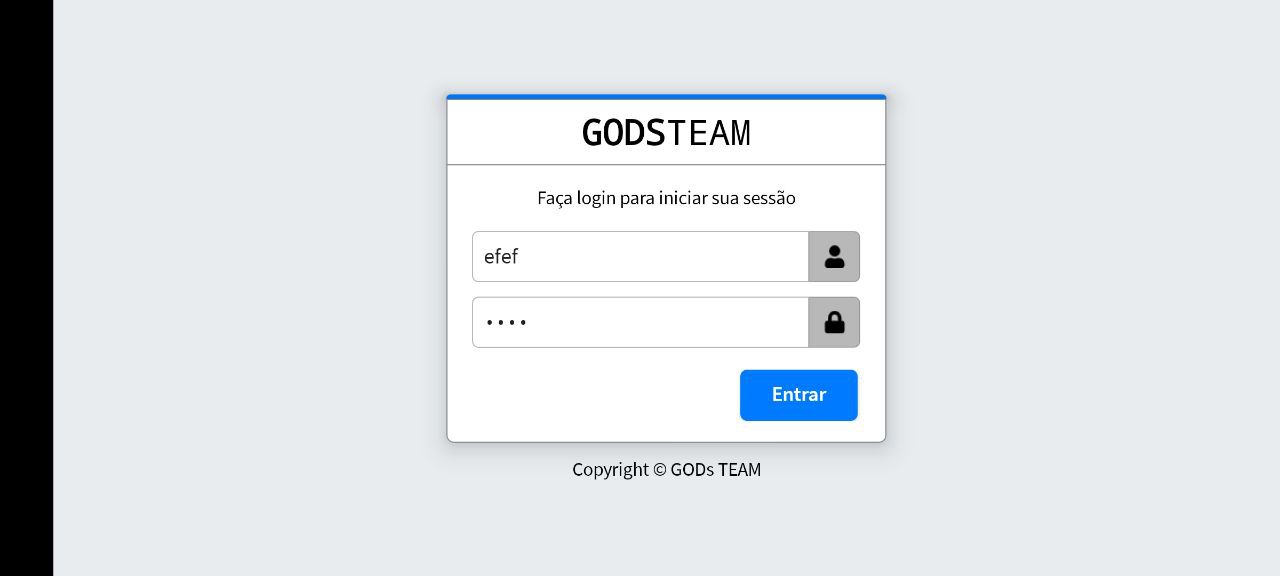 GODSTEAM
Faça login para iniciar sua sessão
efef
••••
Entrar
Copyright © GODs TEAM